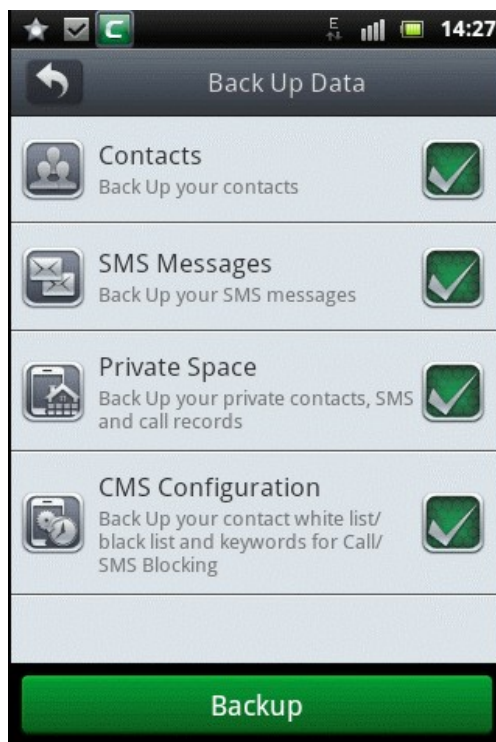 E 14:27
Back Up Data
Contacts
Back Up your contacts
SMS Messages
Back Up your SMS messages
Private Space
Back Up your private contacts, SMS
and call records
CMS Configuration
Back Up your contact white list/
black list and keywords for Call/
SMS Blocking
Backup